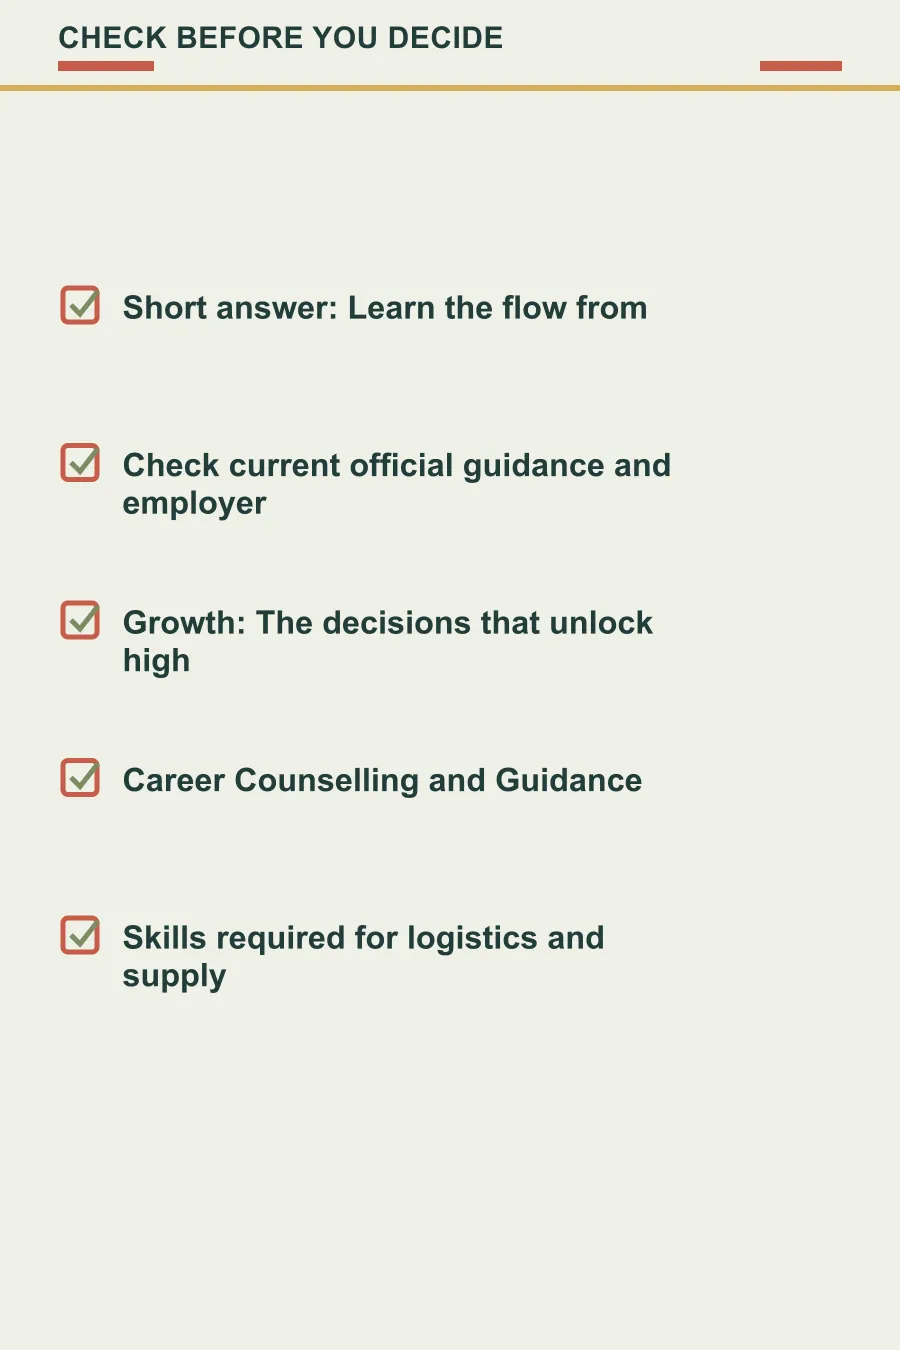 CHECK BEFORE YOU DECIDE
Short answer: Learn the flow from
Check current official guidance and
employer
Growth: The decisions that unlock
high
Career Counselling and Guidance
Skills required for logistics and
supply